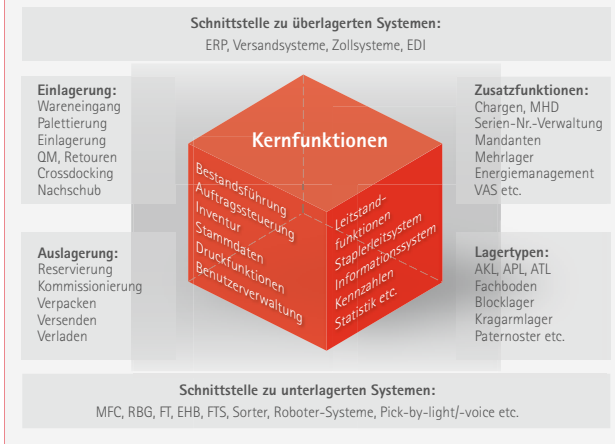 Schnittstelle zu überlagerten Systemen:
ERP, Versandsysteme, Zollsysteme, EDI
Einlagerung:
Wareneingang
Palettierung
Einlagerung
QM, Retouren
Crossdocking
Nachschub
Zusatzfunktionen:
Chargen, MHD
Serien-Nr.-Verwaltung
Mandanten
Mehrlager
Energiemanagement
VAS etc.
Kernfunktionen
Bestandsführung
Auftragssteuerung
Inventur
Stammdaten
Druckfunktionen
Benutzerverwaltung
Leitstand-
funktionen
Staplerleitsystem
Informationssystem
Kennzahlen
Statistik etc.
Auslagerung:
Reservierung
Kommissionierung
Verpacken
Versenden
Verladen
Lagertypen:
AKL, APL, ATL
Fachboden
Blocklager
Kragarmlager
Paternoster etc.
Schnittstelle zu unterlagerten Systemen:
MFC, RBG, FT, EHB, FTS, Sorter, Roboter-Systeme, Pick-by-light/-voice etc.